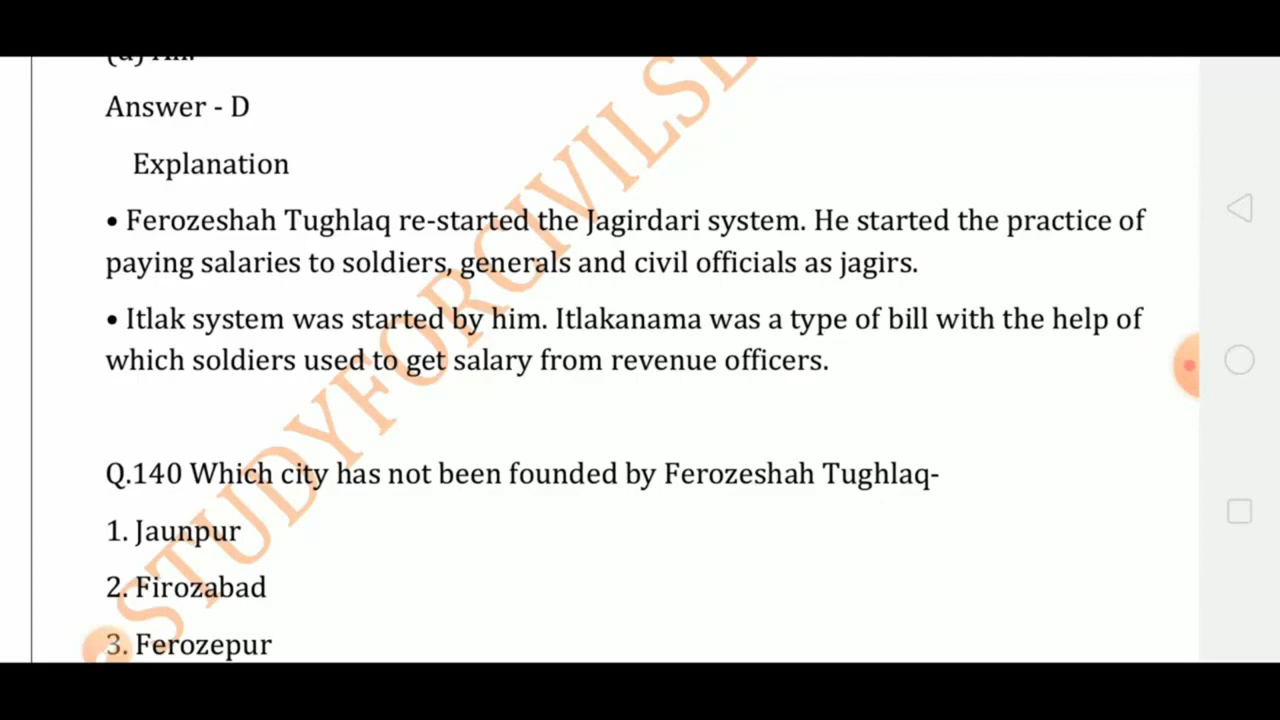 Answer - D
Explanation
• Ferozeshah Tughlaq re-started the Jagirdari system. He started the practice of
paying salaries to soldiers, generals and civil officials as jagirs.
• Itlak system was started by him. Itlakanama was a type of bill with the help of
which soldiers used to get salary from revenue officers.
Q.140 Which city has not been founded by Ferozeshah Tughlaq-
1. Jaunpur
2. Firozabad
3. Ferozepur
STUDYFORCIVILSE